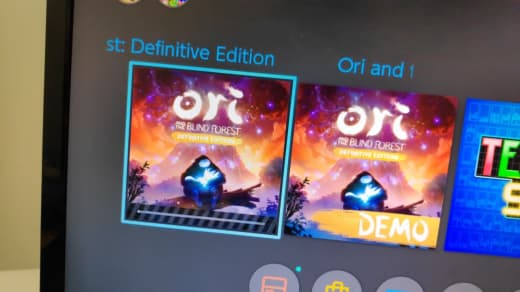 st: Definitive Edition
Ori and t
ori
AND THE BLIND FOREST
DEFINITIVE EDITION
ori
AND THE BLIND FOREST
DEFINITIVE EDITION
DEMO
TE
S